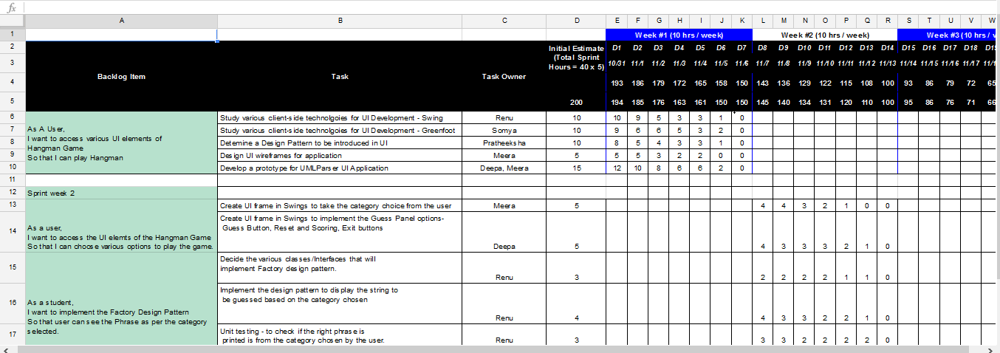 fx
A B C D E F G H I J K L M N O P Q R S T U V W
1 Week #1 (10 hrs / week) Week #2 (10 hrs / week) Week #3 (10 hrs /
2 Initial Estimate D1 D2 D3 D4 D5 D6 D7 D8 D9 D10 D11 D12 D13 D14 D15 D16 D17 D18
3 (Total Sprint Hours = 40 x 5) 10/31 11/1 11/2 11/3 11/4 11/5 11/6 11/7 11/8 11/9 11/10 11/11 11/12 11/13 11/14 11/15 11/16 11/17
Backlog Item Task Task Owner
4 193 186 179 172 165 158 150 143 136 129 122 115 108 100 93 86 79 72 65
5 200 194 185 176 163 161 150 150 145 140 134 131 120 110 100 95 86 76 71 66
6 Study various client-side technolgoies for UI Development - Swing Renu 10 10 9 5 3 3 1 0
7 Study various client-side technolgoies for UI Development - Greenfoot Somya 10 9 6 6 5 3 2 0
8 Detemine a Design Pattern to be introduced in UI Pratheeksha 10 8 5 4 3 3 1 0
9 Design UI wireframes for application Meera 5 5 5 3 2 2 0 0
10 Develop a prototype for UMLParser UI Application Deepa, Meera 15 12 10 8 6 6 2 0
As A User,
I want to access various UI elements of
Hangman Game
So that I can play Hangman
11
12 Sprint week 2
13 Create UI frame in Swings to take the category choice from the user Meera 5 4 4 3 2 1 0 0
14 Create UI frame in Swings to implement the Guess Panel options-
Guess Button, Reset and Scoring, Exit buttons
Deepa 5 4 3 3 3 2 1 0
As a user,
I want to access the UI elemts of the Hangman Game
So that I can choose various options to play the game.
15 Decide the various classes/Interfaces that will
implement Factory design pattern.
Renu 3 2 2 2 2 1 1 0
16 Implement the design pattern to display the string to
be guessed based on the category chosen
Renu 4 4 3 3 2 2 1 0
As a student,
I want to implement the Factory Design Pattern
So that user can see the Phrase as per the category
selected.
17 Unit testing - to check if the right phrase is
printed is from the category chosen by the user.
Renu 3 3 3 2 2 2 2 0